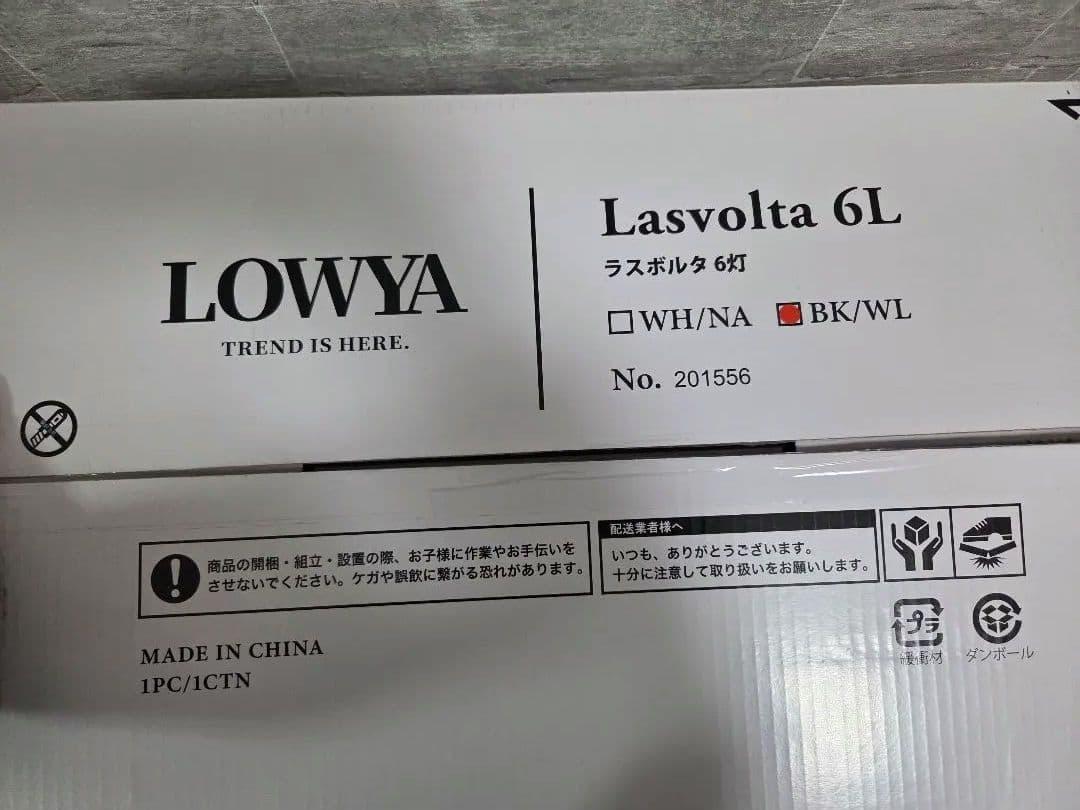 LOWYA
TREND IS HERE.
Lasvolta 6L
ラスボルタ 6灯
WH/NA BK/WL
No. 201556
商品の開梱・組立・設置の際、お子様に作業やお手伝いを
させないでください。ケガや誤飲に繋がる恐れがあります。
配送業者様へ
いつも、ありがとうございます。
十分に注意して取り扱いをお願いします。
プラ
緩衝材
ダンボール
MADE IN CHINA
1PC/1CTN